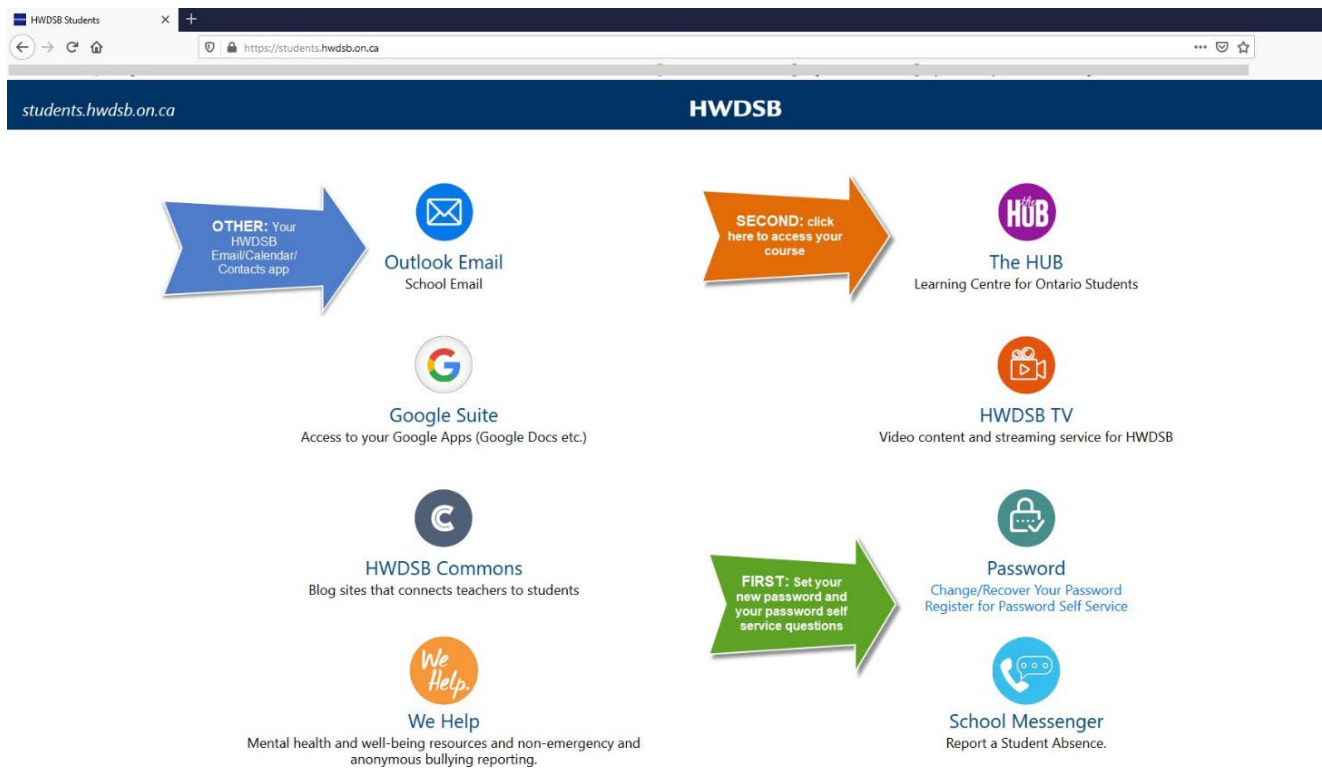 HWDSB Students
https://students.hwdsb.on.ca
students.hwdsb.on.ca
HWDSB
OTHER: Your
HWDSB
Email/Calendar/
Contacts app
Outlook Email
School Email
SECOND: click
here to access your
course
the HUB
The HUB
Learning Centre for Ontario Students
G
Google Suite
Access to your Google Apps (Google Docs etc.)
HWDSB TV
Video content and streaming service for HWDSB
C
HWDSB Commons
Blog sites that connects teachers to students
FIRST: Set your
new password and
your password self
service questions
Password
Change/Recover Your Password
Register for Password Self Service
We
Help.
We Help
Mental health and well-being resources and non-emergency and
anonymous bullying reporting.
School Messenger
Report a Student Absence.